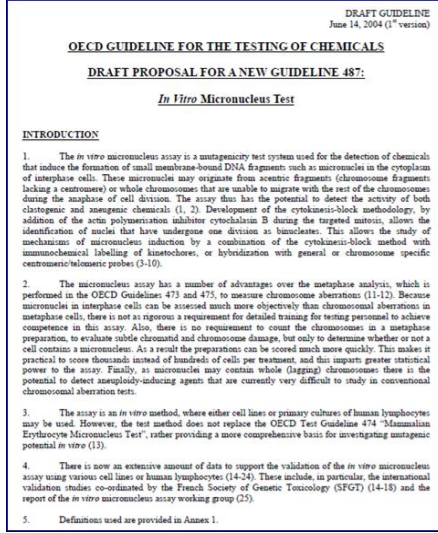 DRAFT GUIDELINE
June 14, 2004 (1st version)
OECD GUIDELINE FOR THE TESTING OF CHEMICALS
DRAFT PROPOSAL FOR A NEW GUIDELINE 487:
In Vitro Micronucleus Test
INTRODUCTION
1. The in vitro micronucleus assay is a mutagenicity test system used for the detection of chemicals
that induce the formation of small membrane-bound DNA fragments such as micronuclei in the cytoplasm
of interphase cells. These micronuclei may originate from acentric fragments (chromosome fragments
lacking a centromere) or whole chromosomes that are unable to migrate with the rest of the chromosomes
during the anaphase of cell division. The assay thus has the potential to detect the activity of both
clastogenic and aneugenic chemicals (1, 2). Development of the cytokinesis-block methodology, by
addition of the actin polymerisation inhibitor cytochalasin B during the targeted mitosis, allows the
identification of nuclei that have undergone one division as binucleates. This allows the study of
mechanisms of micronucleus induction by a combination of the cytokinesis-block method with
immunochemical labelling of kinetochores, or hybridization with general or chromosome specific
centromeric/telomeric probes (3-10).
2. The micronucleus assay has a number of advantages over the metaphase analysis, which is
performed in the OECD Guidelines 473 and 475, to measure chromosome aberrations (11-12). Because
micronuclei in interphase cells can be assessed much more objectively than chromosomal aberrations in
metaphase cells, there is not as rigorous a requirement for detailed training for testing personnel to achieve
competence in this assay. Also, there is no requirement to count the chromosomes in a metaphase
preparation, to evaluate subtle chromatid and chromosome damage, but only to determine whether or not a
cell contains a micronucleus. As a result the preparations can be scored much more quickly. This makes it
practical to score thousands instead of hundreds of cells per treatment, and this imparts greater statistical
power to the assay. Finally, as micronuclei may contain whole (lagging) chromosomes there is the
potential to detect aneuploidy-inducing agents that are currently very difficult to study in conventional
chromosomal aberration tests.
3. The assay is an in vitro method, where either cell lines or primary cultures of human lymphocytes
may be used. However, the test method does not replace the OECD Test Guideline 474 “Mammalian
Erythrocyte Micronucleus Test”, rather providing a more comprehensive basis for investigating mutagenic
potential in vitro (13).
4. There is now an extensive amount of data to support the validation of the in vitro micronucleus
assay using various cell lines or human lymphocytes (14-24). These include, in particular, the international
validation studies co-ordinated by the French Society of Genetic Toxicology (SFGT) (14-18) and the
report of the in vitro micronucleus assay working group (25).
5. Definitions used are provided in Annex 1.